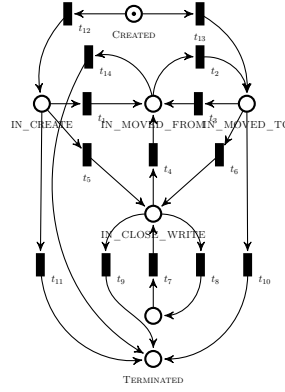 t12
t13
CREATED
t14
t2
t1
t3
IN_CREATE
IN_MOVED_FROM
IN_MOVED_TO
t5
t4
t6
IN_CLOSE_WRITE
t11
t9
t7
t8
t10
TERMINATED